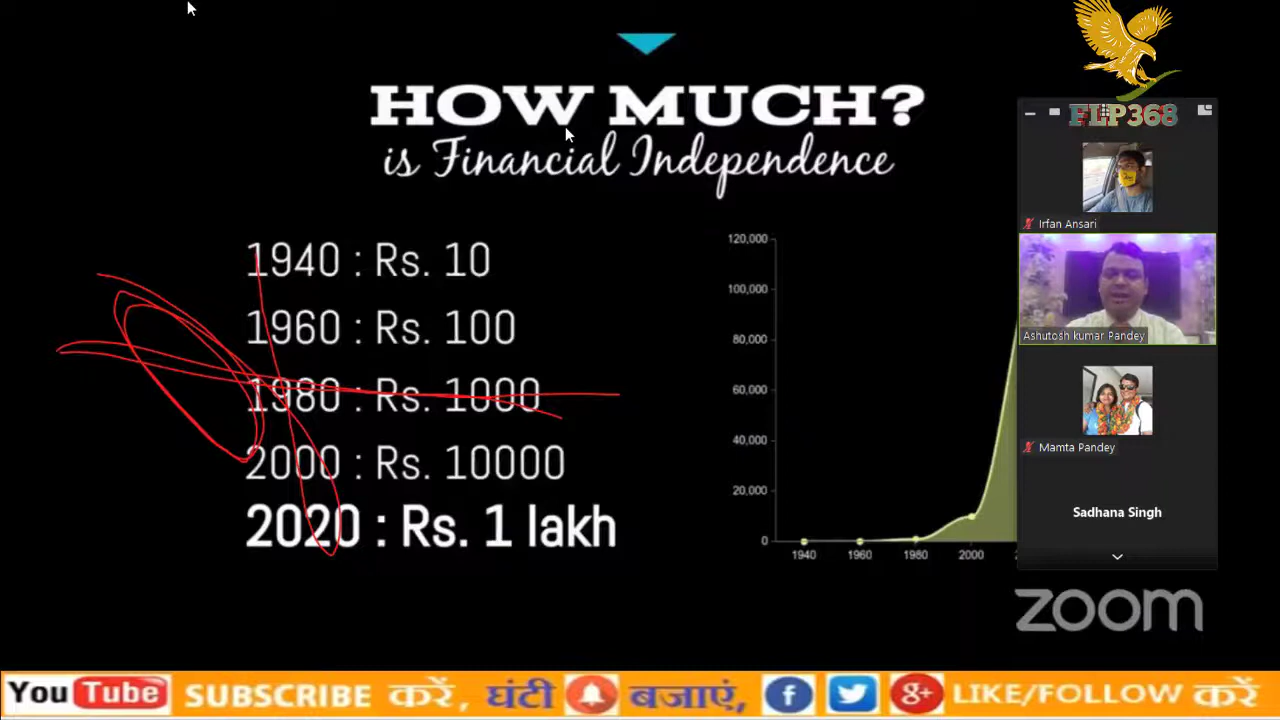 HOW MUCH?
is Financial Independence
1940 : Rs. 10
1960 : Rs. 100
1980 : Rs. 1000
2000 : Rs. 10000
2020 : Rs. 1 lakh
120,000
100,000
80,000
60,000
40,000
20,000
0
1940 1960 1980 2000
FLP368
Irfan Ansari
Ashutosh kumar Pandey
Mamta Pandey
Sadhana Singh
zoom
YouTube SUBSCRIBE करें, घंटी बजाएं, f 8+ LIKE/FOLLOW करें